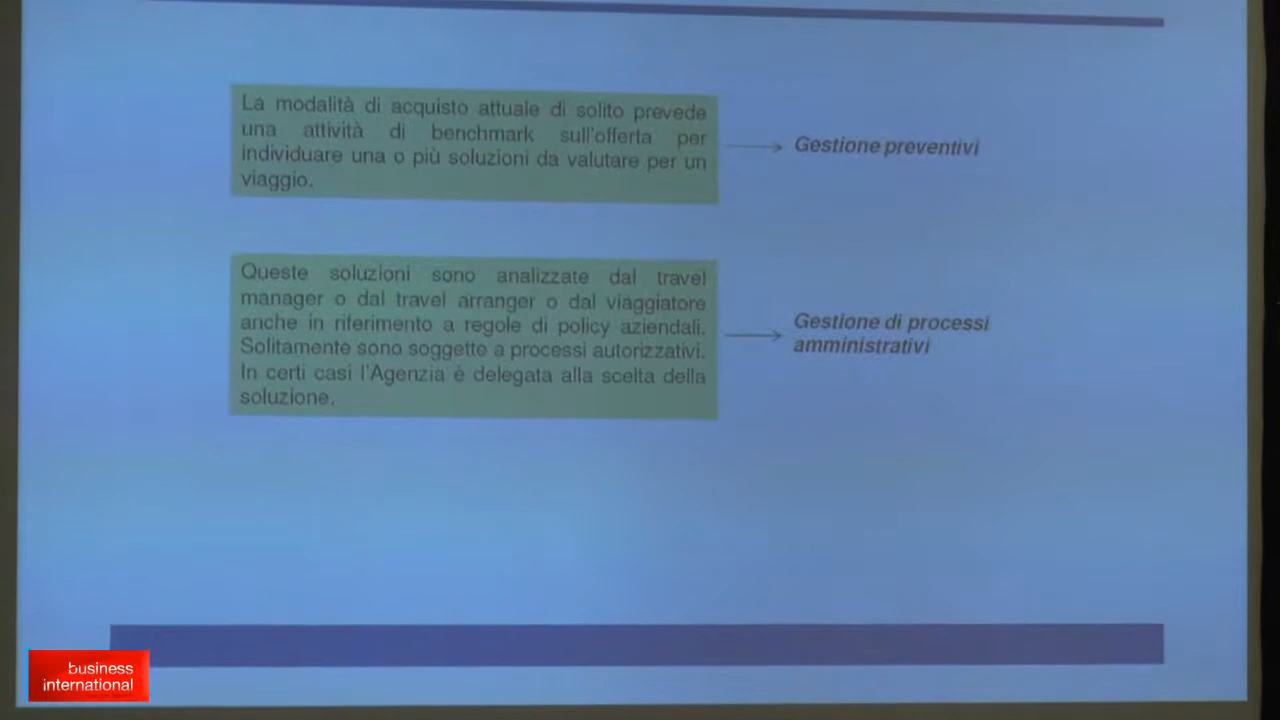 La modalità di acquisto attuale di solito prevede
una attività di benchmark sull'offerta per
individuare una o più soluzioni da valutare per un
viaggio.
Gestione preventivi
Queste soluzioni sono analizzate dal travel
manager o dal travel arranger o dal viaggiatore
anche in riferimento a regole di policy aziendali.
Solitamente sono soggette a processi autorizzativi.
In certi casi l'Agenzia è delegata alla scelta della
soluzione.
Gestione di processi
amministrativi
business
international